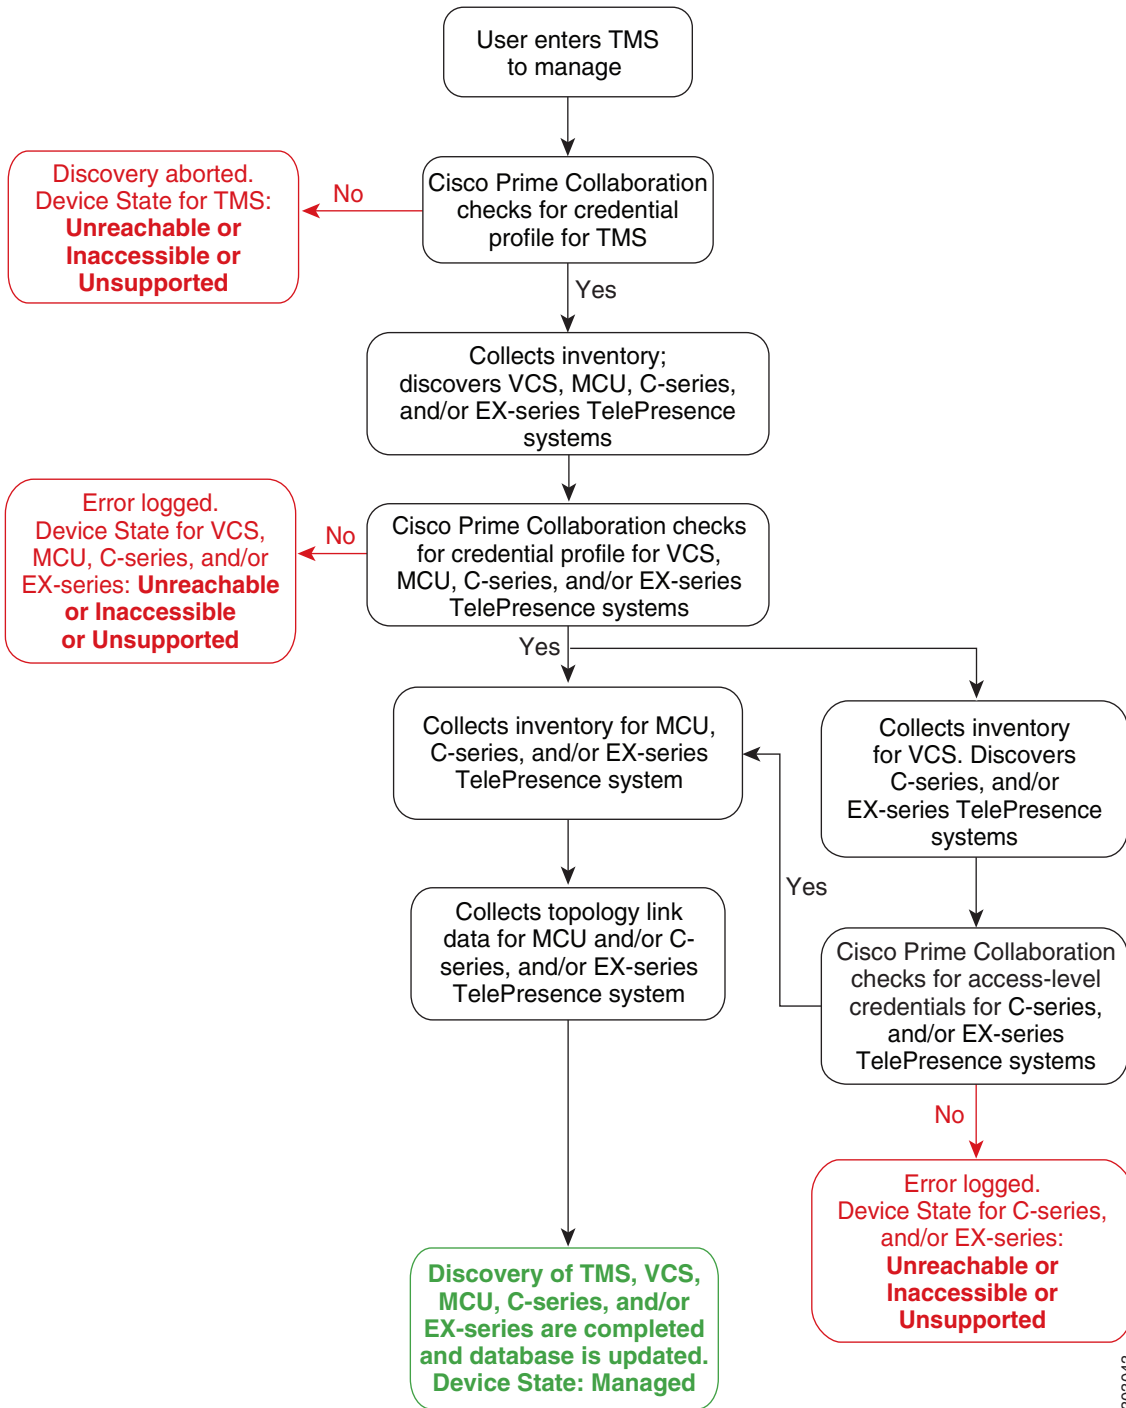 User enters TMS
to manage
Discovery aborted.
Device State for TMS:
Unreachable or
Inaccessible or
Unsupported
No
Cisco Prime Collaboration
checks for credential
profile for TMS
Yes
Collects inventory;
discovers VCS, MCU, C-series,
and/or EX-series TelePresence
systems
Error logged.
Device State for VCS,
MCU, C-series, and/or
EX-series: Unreachable
or Inaccessible
or Unsupported
No
Cisco Prime Collaboration checks
for credential profile for VCS,
MCU, C-series, and/or EX-series
TelePresence systems
Yes
Collects inventory for MCU,
C-series, and/or EX-series
TelePresence system
Collects inventory
for VCS. Discovers
C-series, and/or
EX-series TelePresence
systems
Yes
Collects topology link
data for MCU and/or C-
series, and/or EX-series
TelePresence system
Cisco Prime Collaboration
checks for access-level
credentials for C-series,
and/or EX-series
TelePresence systems
No
Error logged.
Device State for C-series,
and/or EX-series:
Unreachable or
Inaccessible or
Unsupported
Discovery of TMS, VCS,
MCU, C-series, and/or
EX-series are completed
and database is updated.
Device State: Managed